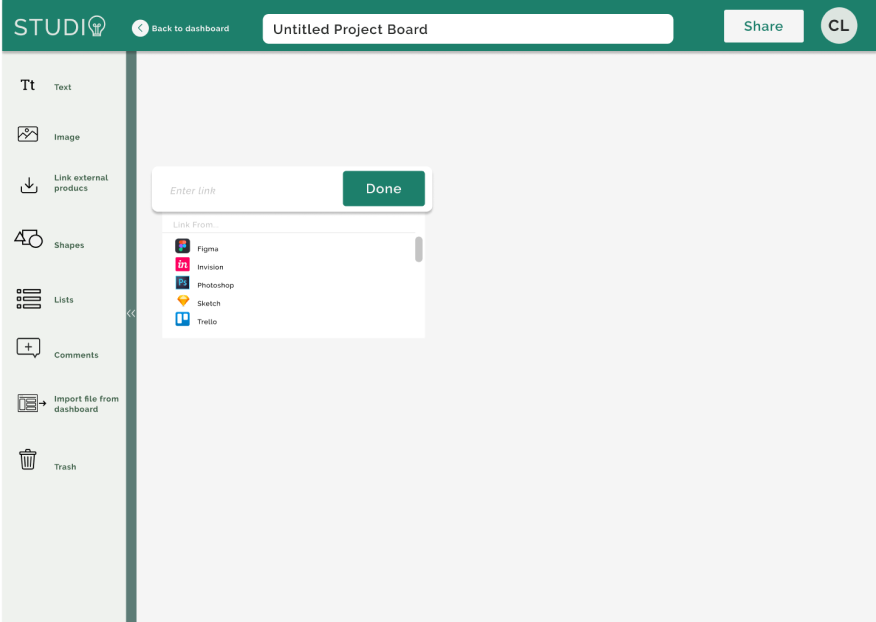 STUDIO
Back to dashboard
Untitled Project Board
Share
CL
Tt
Text
Image
Link external
producs
Shapes
Lists
Comments
Import file from
dashboard
Trash
<<
Enter link
Done
Link From...
Figma
in
Invision
Ps
Photoshop
Sketch
Trello